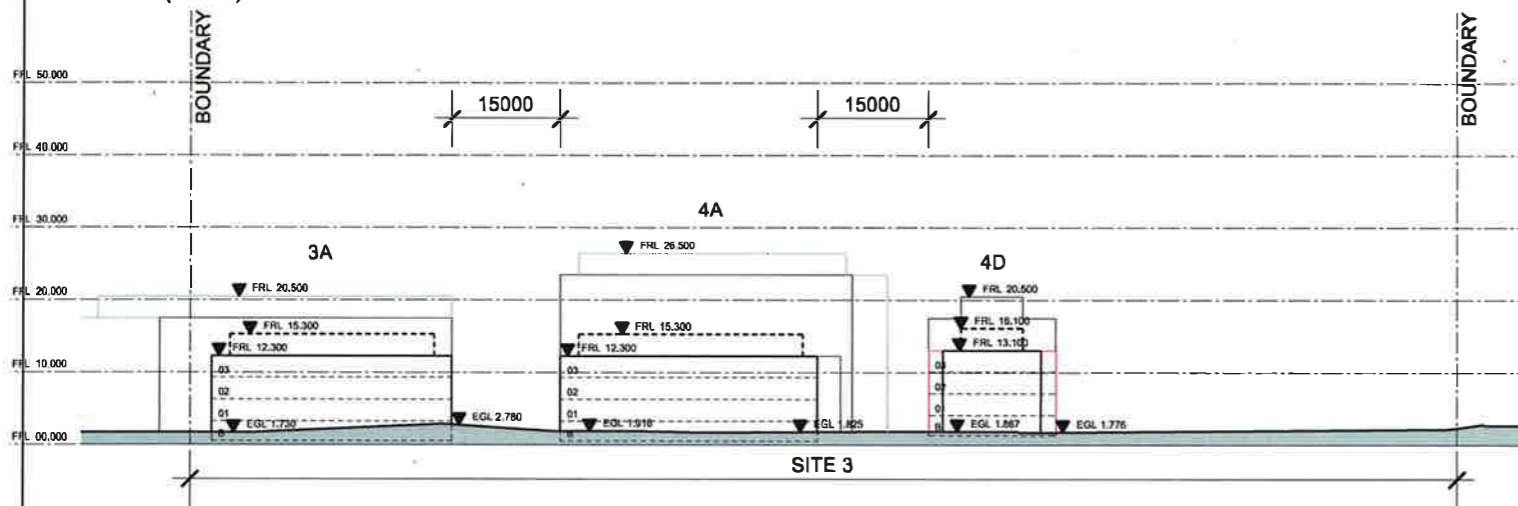 BOUNDARY
BOUNDARY
FRL 50.000
15000
15000
FRL 40.000
4A
FRL 30.000
FRL 26.500
3A
4D
FRL 20.500
FRL 20.500
FRL 20.000
FRL 15.300
FRL 15.300
FRL 16.100
FRL 12.300
FRL 12.300
FRL 13.100
FRL 10.000
03
03
02
02
01
01
EGL 2.780
EGL 1.730
EGL 1.825
EGL 1.776
B
B
FRL 00.000
SITE 3